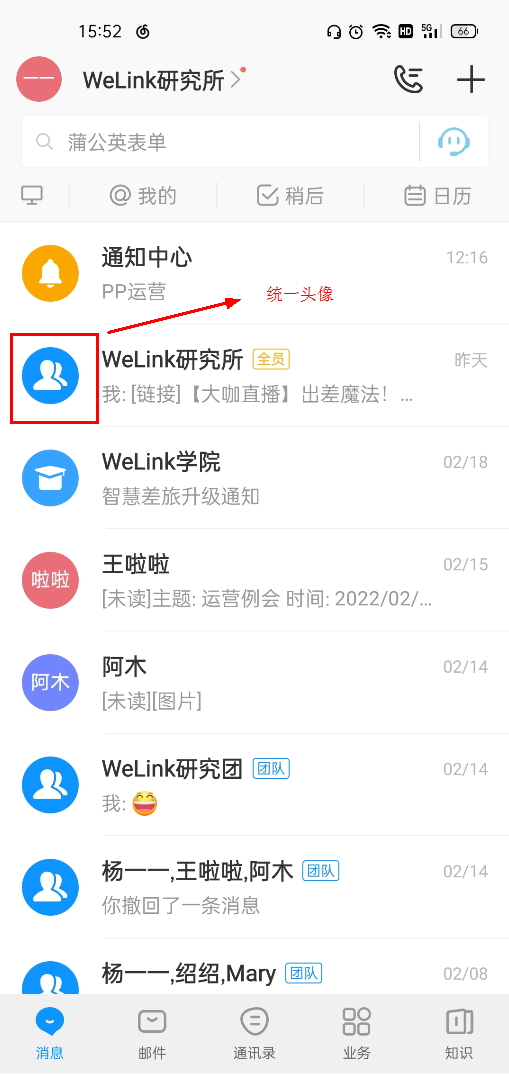 15:52 HD 5G 66
一一 WeLink研究所
蒲公英表单
@ 我的 稍后 日历
通知中心 12:16
PP运营
统一头像
WeLink研究所 全员 昨天
我: [链接]【大咖直播】出差魔法！...
WeLink学院 02/18
智慧差旅升级通知
啦啦 王啦啦 02/15
[未读]主题: 运营例会 时间: 2022/02/...
阿木 阿木 02/14
[未读][图片]
WeLink研究团 团队 02/14
我: 😄
杨一一,王啦啦,阿木 团队 02/14
你撤回了一条消息
杨一一,绍绍,Mary 团队 02/08
消息 邮件 通讯录 业务 知识